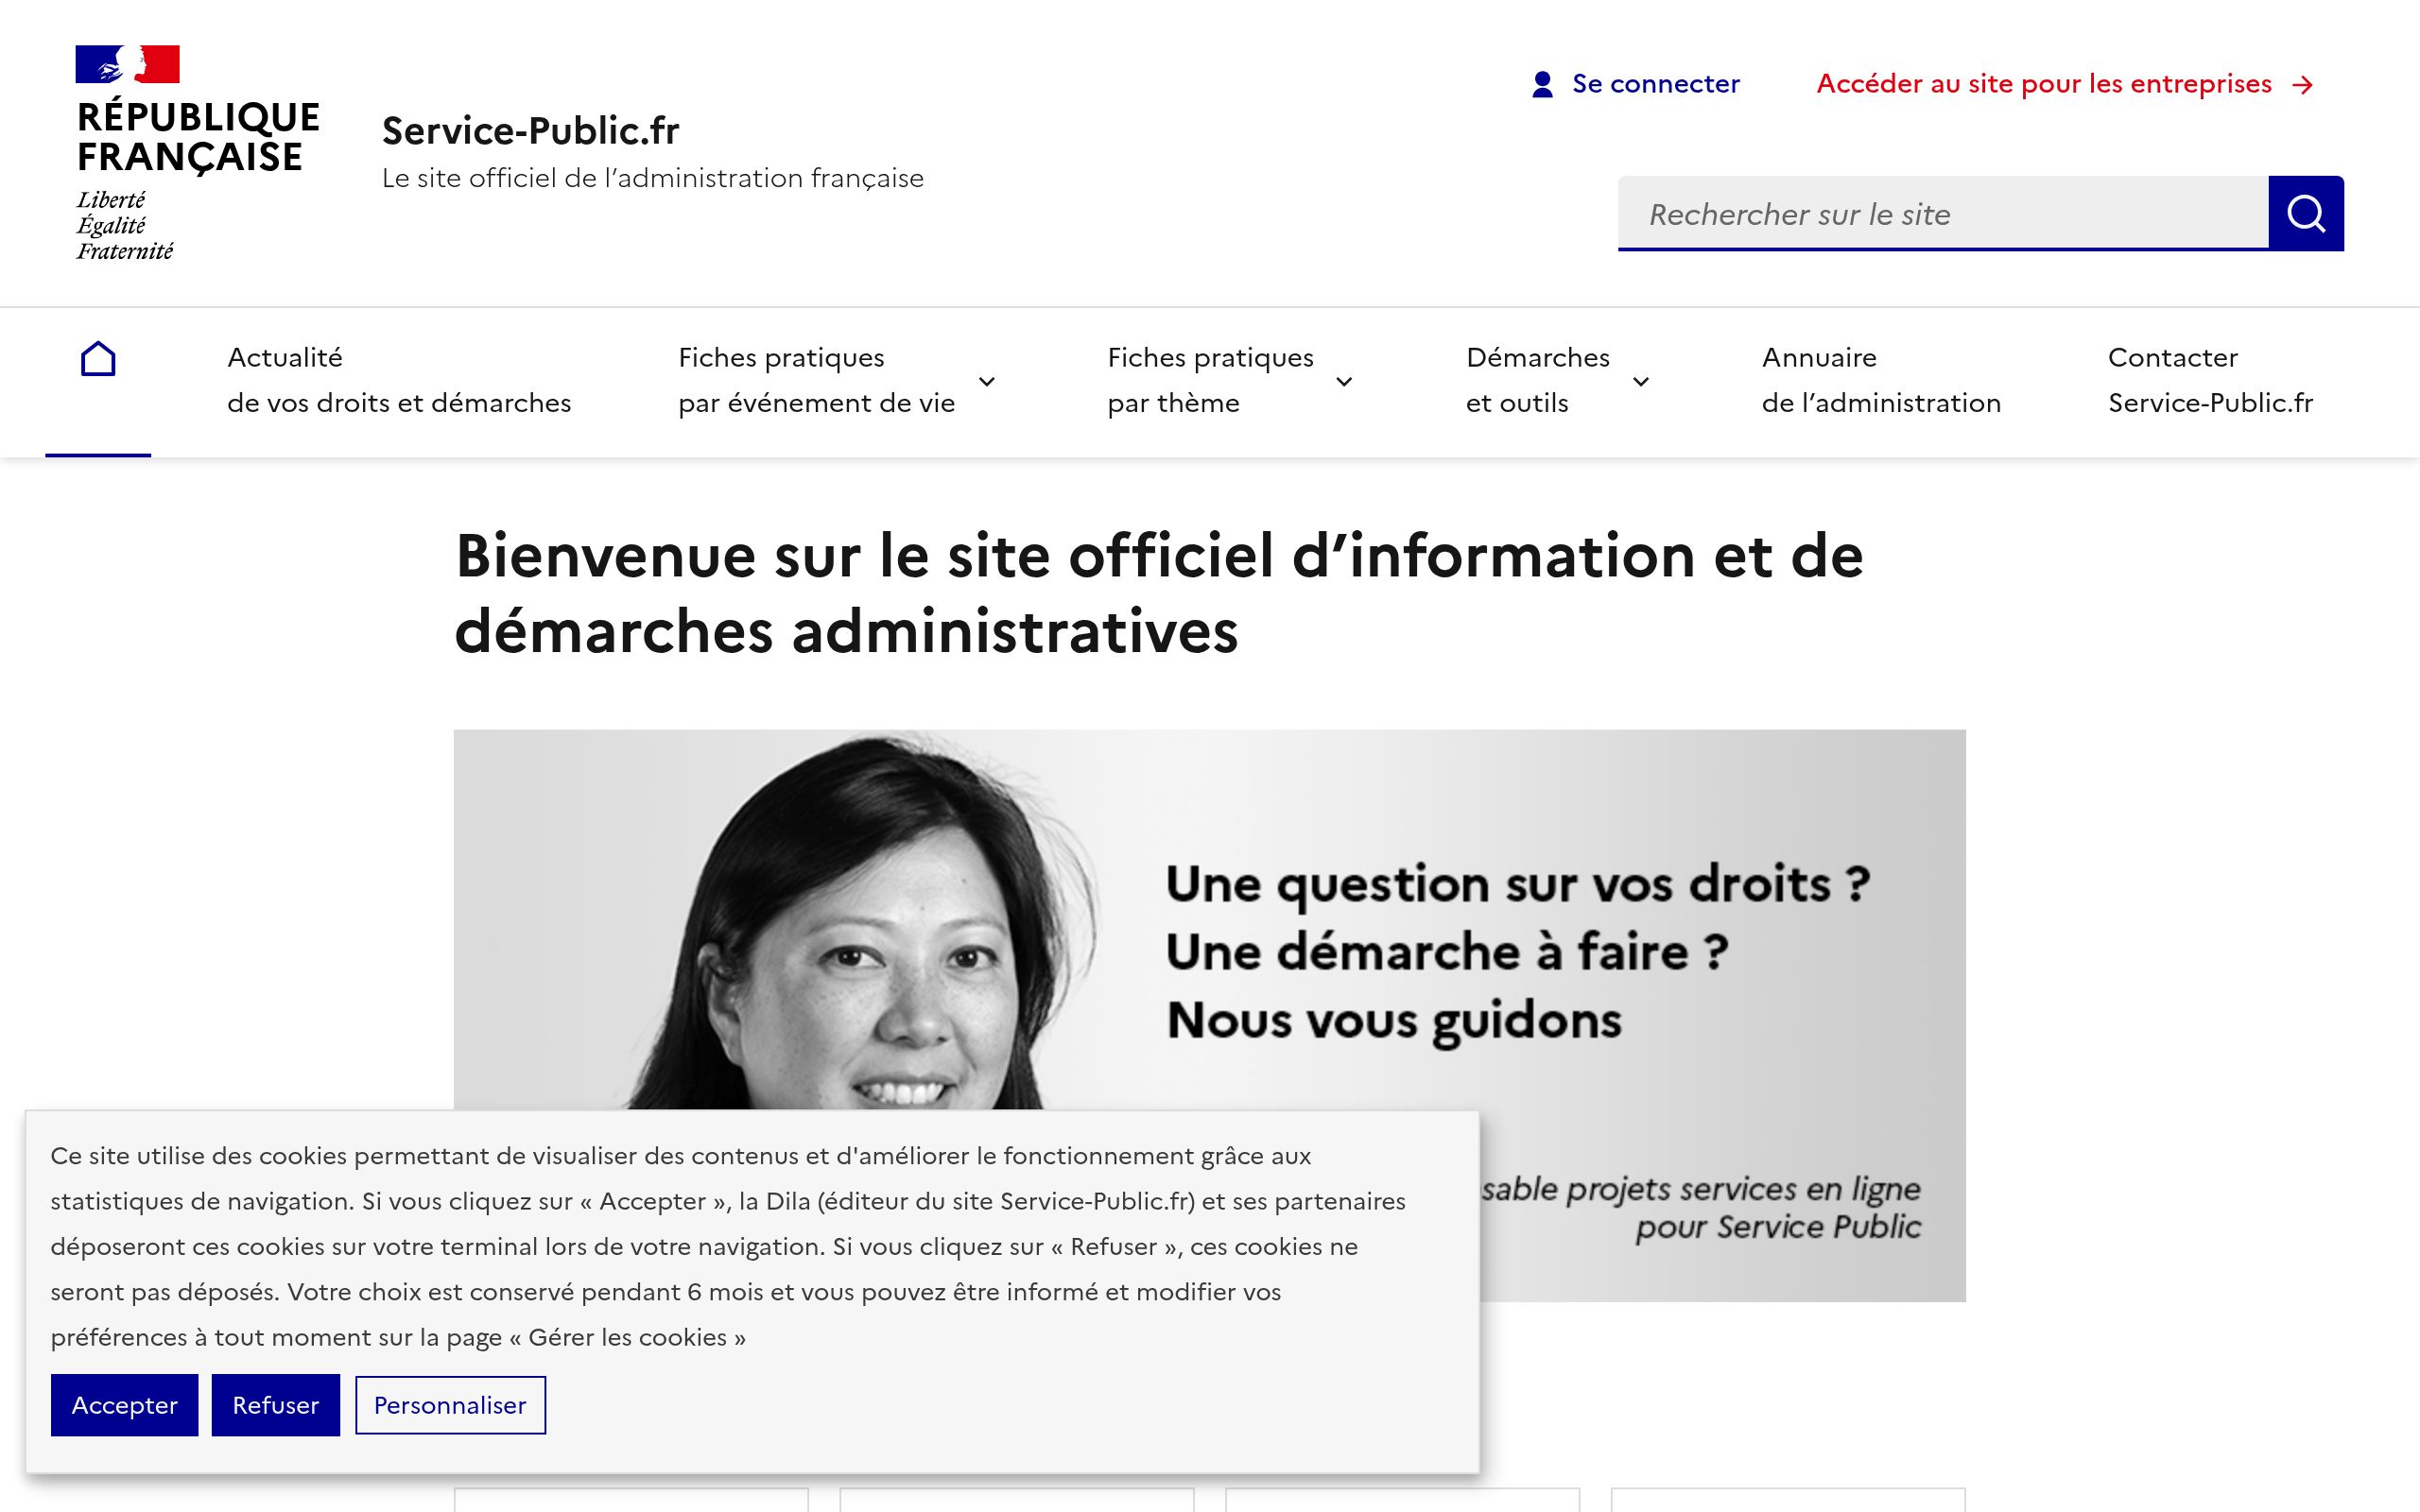 RÉPUBLIQUE
FRANÇAISE
Liberté
Égalité
Fraternité
Service-Public.fr
Le site officiel de l’administration française
Se connecter
Accéder au site pour les entreprises
Rechercher sur le site
Actualité
de vos droits et démarches
Fiches pratiques
par événement de vie
Fiches pratiques
par thème
Démarches
et outils
Annuaire
de l’administration
Contacter
Service-Public.fr
Bienvenue sur le site officiel d’information et de
démarches administratives
Une question sur vos droits ?
Une démarche à faire ?
Nous vous guidons
projets services en ligne
pour Service Public
Ce site utilise des cookies permettant de visualiser des contenus et d'améliorer le fonctionnement grâce aux
statistiques de navigation. Si vous cliquez sur « Accepter », la Dila (éditeur du site Service-Public.fr) et ses partenaires
déposeront ces cookies sur votre terminal lors de votre navigation. Si vous cliquez sur « Refuser », ces cookies ne
seront pas déposés. Votre choix est conservé pendant 6 mois et vous pouvez être informé et modifier vos
préférences à tout moment sur la page « Gérer les cookies »
Accepter
Refuser
Personnaliser